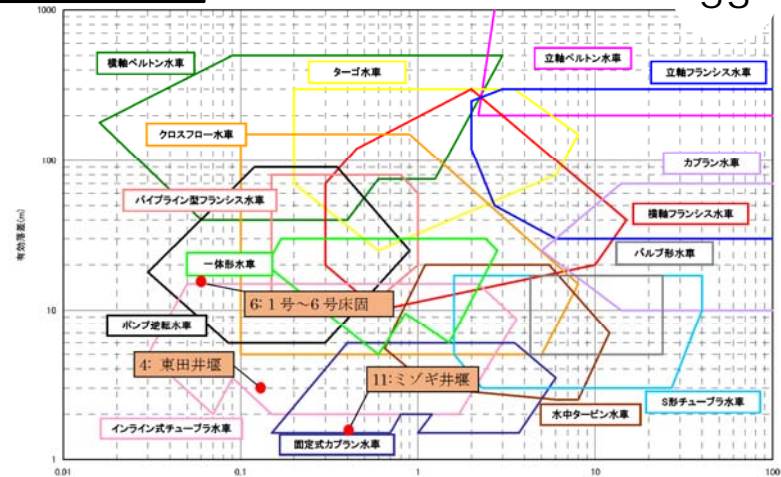 1000
100
10
1
有効落差(m)
0.01
0.1
1
10
100
横軸ペルトン水車
ターゴ水車
立軸ペルトン水車
立軸フランシス水車
クロスフロー水車
カプラン水車
パイプライン型フランシス水車
横軸フランシス水車
一体形水車
バルブ形水車
6: 1号～6号床固
ポンプ逆転水車
4: 東田井堰
11:ミゾギ井堰
S形チューブラ水車
水中タービン水車
インライン式チューブラ水車
固定式カプラン水車